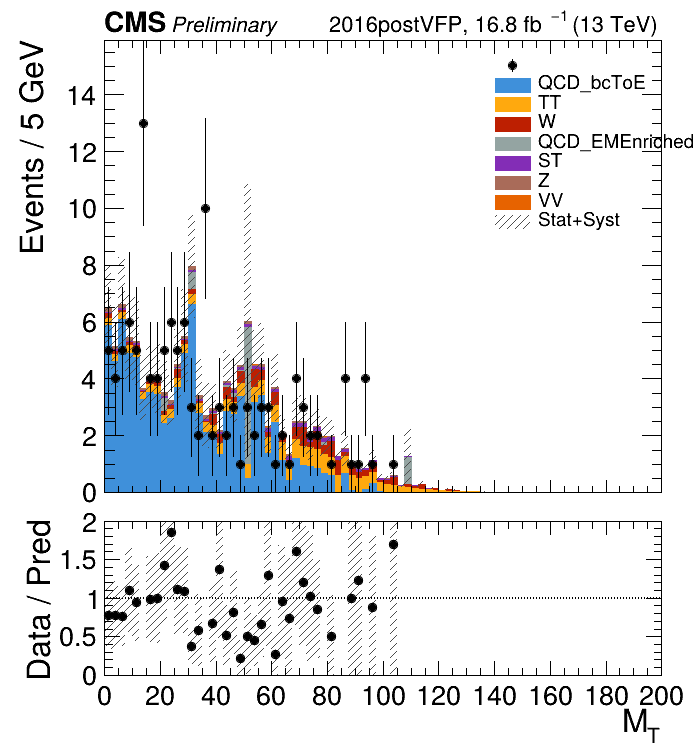 CMS Preliminary 2016postVFP, 16.8 fb⁻¹ (13 TeV)
Events / 5 GeV
14
12
10
8
6
4
2
0
QCD_bcToE
TT
W
QCD_EMEnriched
ST
Z
VV
Stat+Syst
Data / Pred
2
1.5
1
0.5
0
0 20 40 60 80 100 120 140 160 180 200
M_T